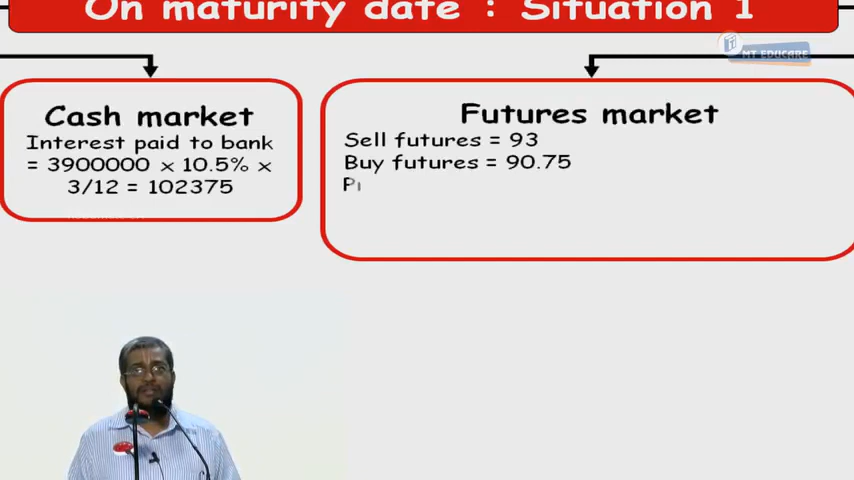 On maturity date : Situation 1
MT EDUCARE
Cash market
Interest paid to bank
= 3900000 x 10.5% x
3/12 = 102375
Futures market
Sell futures = 93
Buy futures = 90.75